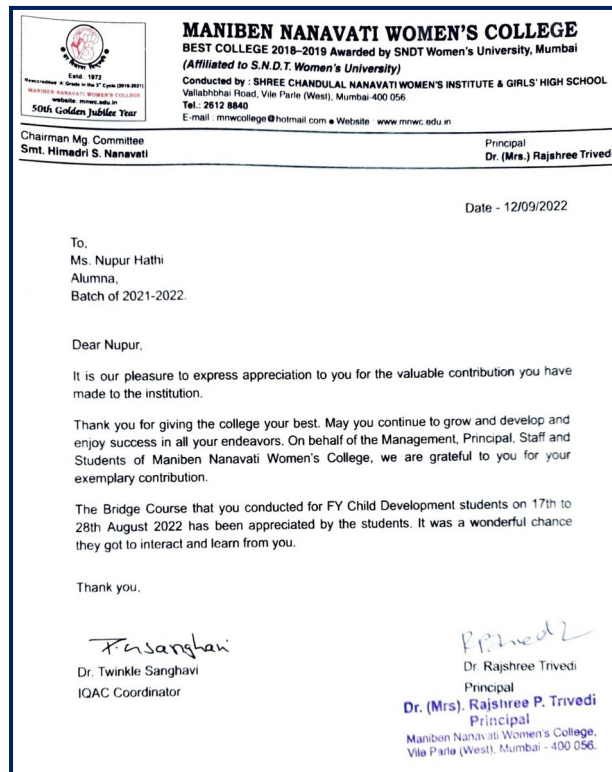 Estd. 1972
Reaccredited A Grade in the 3rd Cycle (2016-2021)
MANIBEN NANAVATI WOMEN'S COLLEGE
website: mnwc.edu.in
50th Golden Jubilee Year
MANIBEN NANAVATI WOMEN'S COLLEGE
BEST COLLEGE 2018–2019 Awarded by SNDT Women's University, Mumbai
(Affiliated to S.N.D.T. Women's University)
Conducted by : SHREE CHANDULAL NANAVATI WOMEN'S INSTITUTE & GIRLS' HIGH SCHOOL
Vallabhbhai Road, Vile Parle (West), Mumbai-400 056.
Tel.: 2612 8840
E-mail : mnwcollege@hotmail.com ● Website : www.mnwc.edu.in
Chairman Mg. Committee
Smt. Himadri S. Nanavati
Principal
Dr. (Mrs.) Rajshree Trivedi
Date - 12/09/2022
To,
Ms. Nupur Hathi
Alumna,
Batch of 2021-2022.
Dear Nupur,
It is our pleasure to express appreciation to you for the valuable contribution you have
made to the institution.
Thank you for giving the college your best. May you continue to grow and develop and
enjoy success in all your endeavors. On behalf of the Management, Principal, Staff and
Students of Maniben Nanavati Women's College, we are grateful to you for your
exemplary contribution.
The Bridge Course that you conducted for FY Child Development students on 17th to
28th August 2022 has been appreciated by the students. It was a wonderful chance
they got to interact and learn from you.
Thank you,
Dr. Twinkle Sanghavi
IQAC Coordinator
Dr. Rajshree Trivedi
Principal
Dr. (Mrs). Rajshree P. Trivedi
Principal
Maniben Nanavati Women's College,
Vile Parle (West), Mumbai - 400 056.